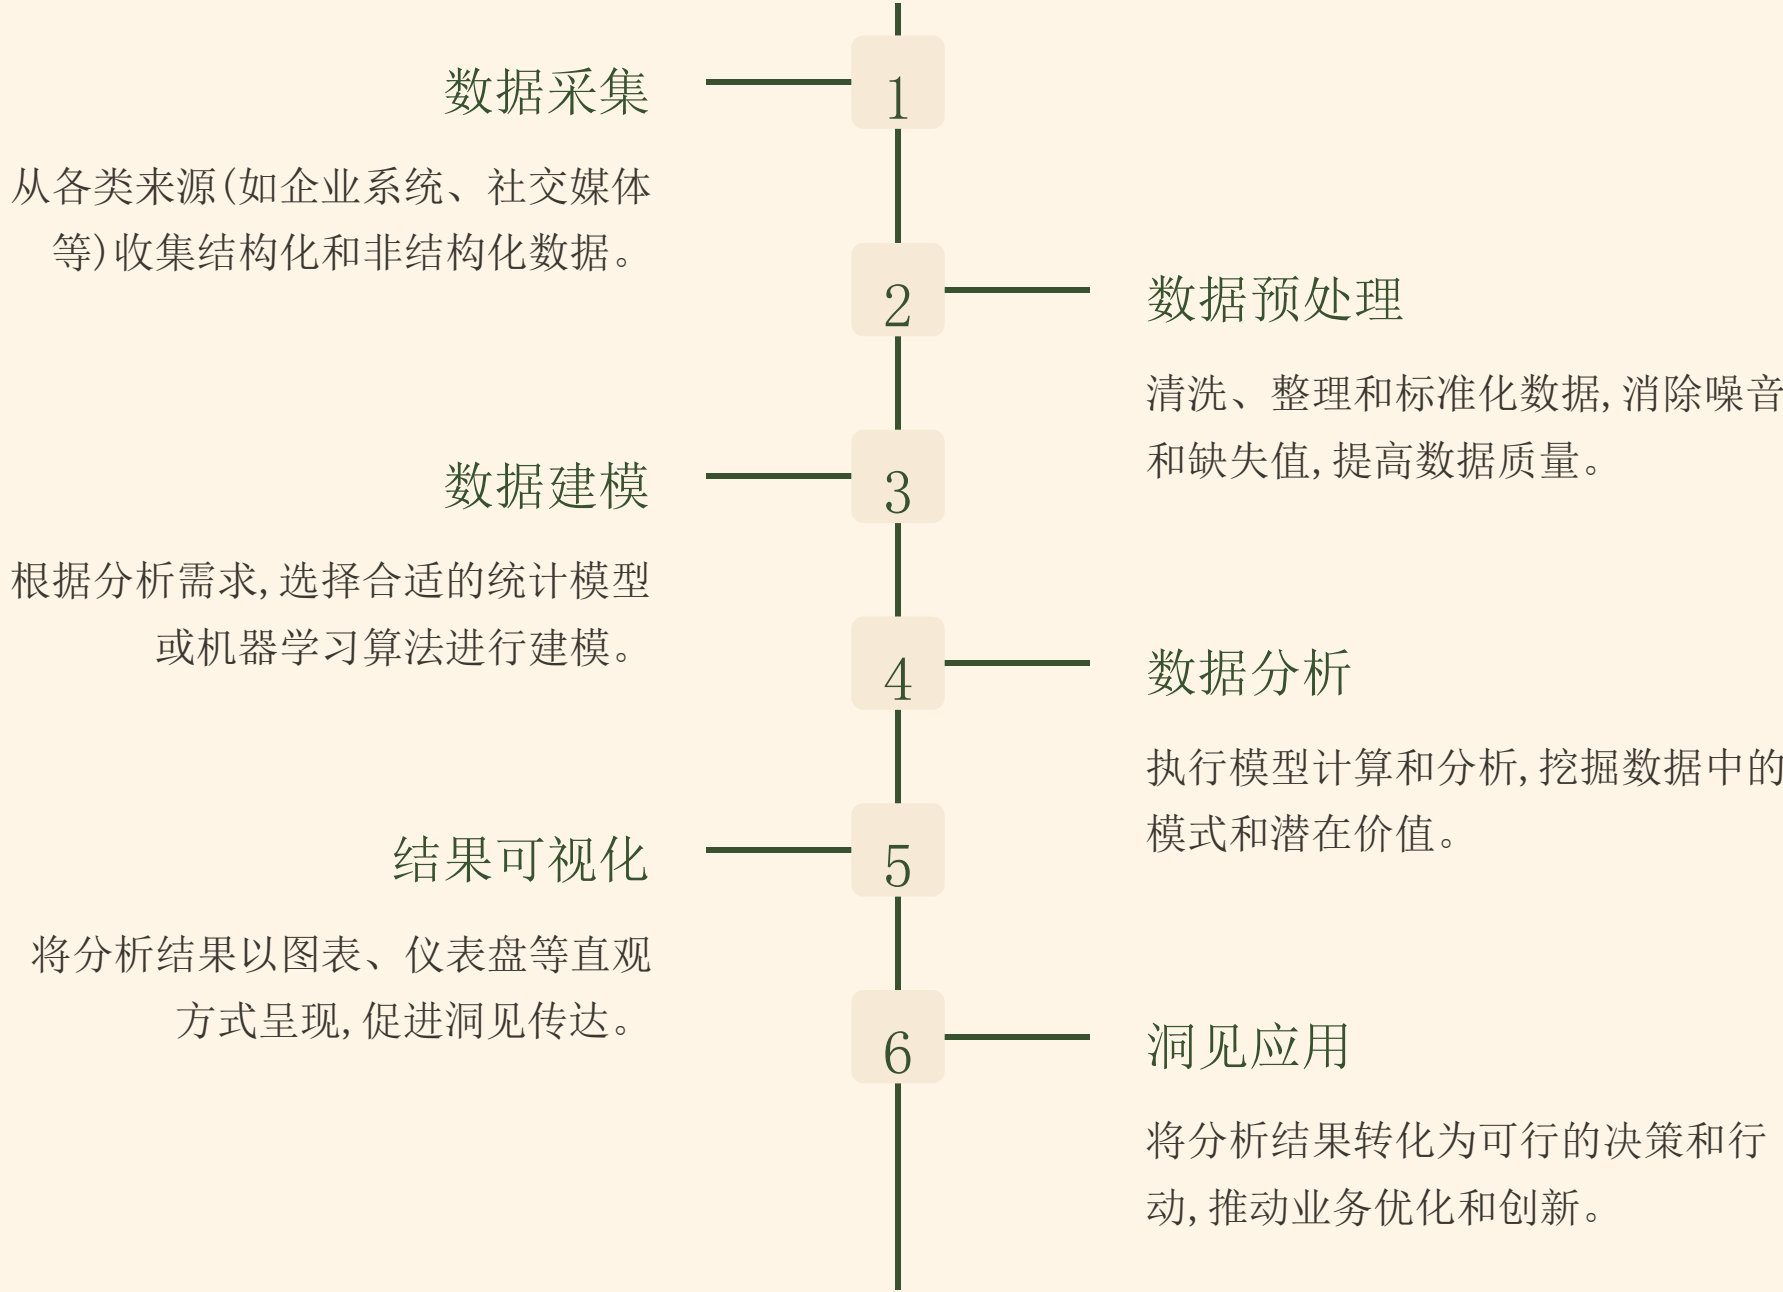 1
数据采集
从各类来源(如企业系统、社交媒体
等)收集结构化和非结构化数据。
2
数据预处理
清洗、整理和标准化数据,消除噪音
和缺失值,提高数据质量。
3
数据建模
根据分析需求,选择合适的统计模型
或机器学习算法进行建模。
4
数据分析
执行模型计算和分析,挖掘数据中的
模式和潜在价值。
5
结果可视化
将分析结果以图表、仪表盘等直观
方式呈现,促进洞见传达。
6
洞见应用
将分析结果转化为可行的决策和行
动,推动业务优化和创新。